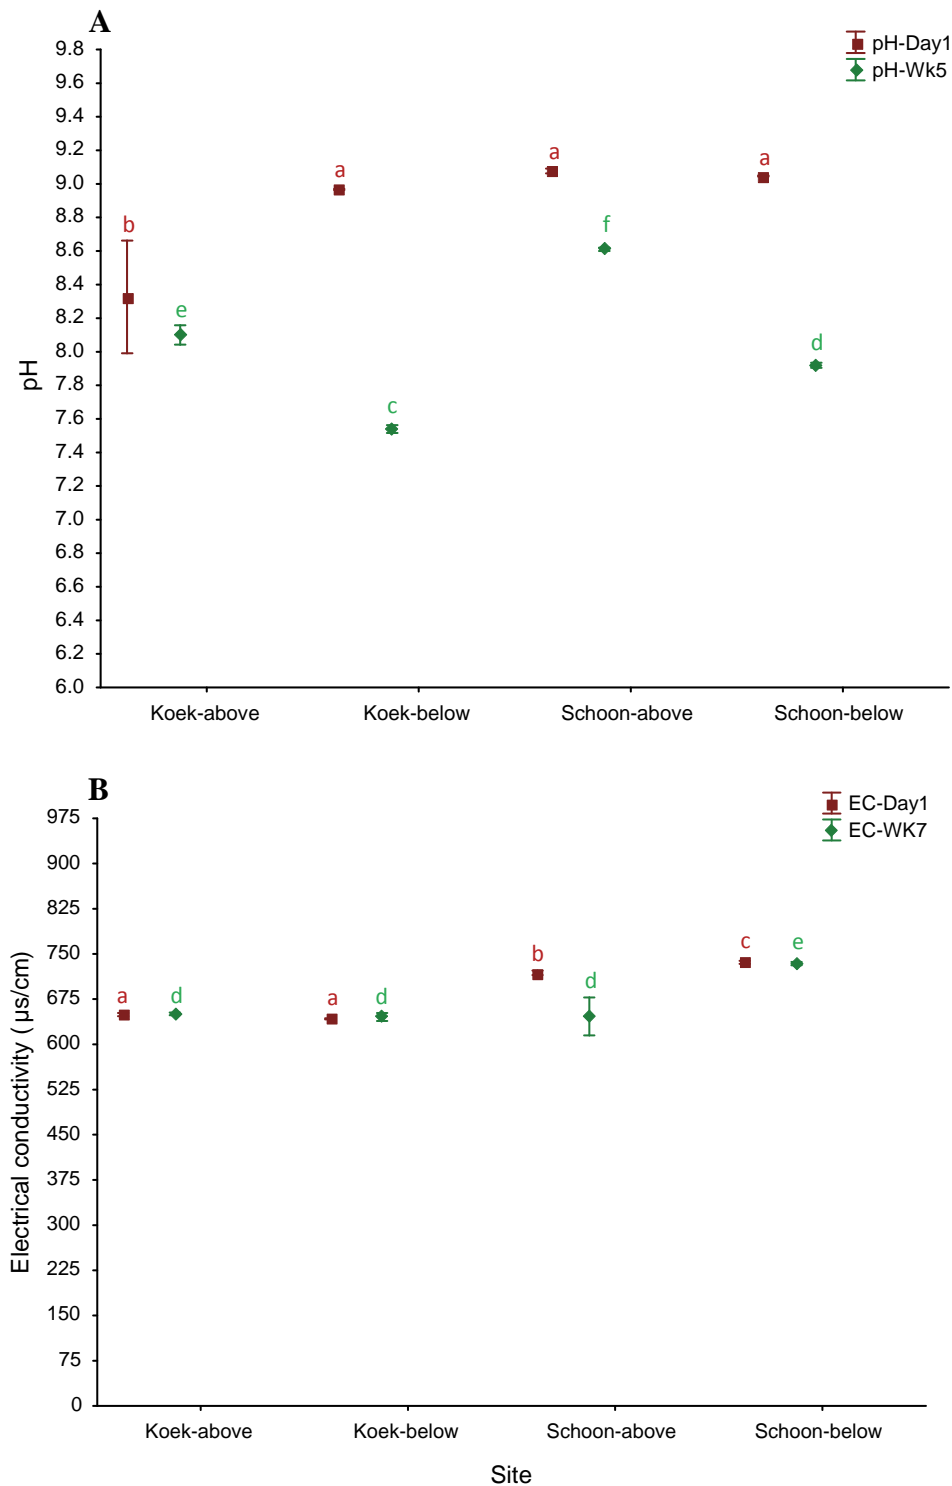 A
pH-Day1
pH-Wk5
9.8
9.6
9.4
9.2
9.0
8.8
8.6
8.4
8.2
8.0
7.8
7.6
7.4
7.2
7.0
6.8
6.6
6.4
6.2
6.0
pH
b
e
a
c
a
f
a
d
Koek-above Koek-below Schoon-above Schoon-below
B
EC-Day1
EC-WK7
975
900
825
750
675
600
525
450
375
300
225
150
75
0
Electrical conductivity ( µs/cm)
a
d
a
d
b
d
c
e
Koek-above Koek-below Schoon-above Schoon-below
Site